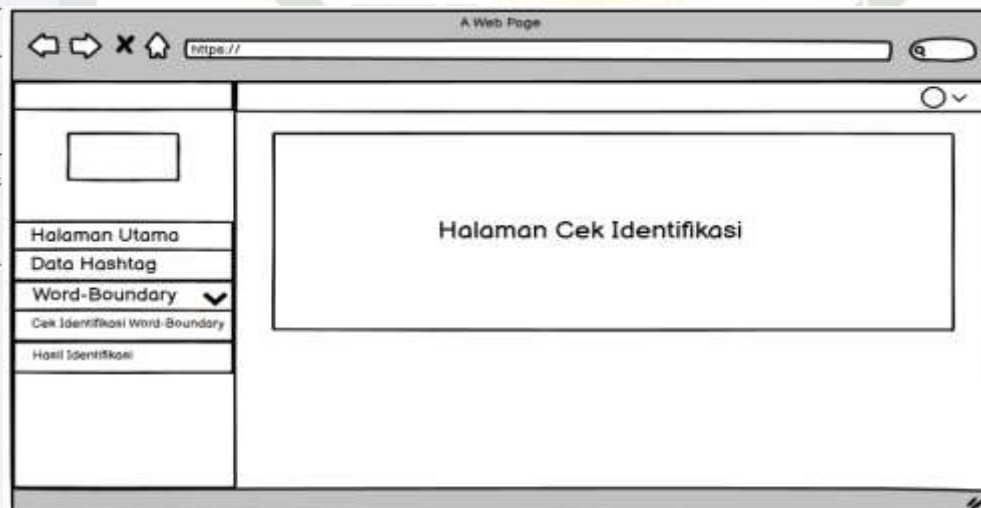 A Web Page
https://
Halaman Utama
Data Hashtag
Word-Boundary
Cek Identifikasi Word-Boundary
Hasil Identifikasi
Halaman Cek Identifikasi